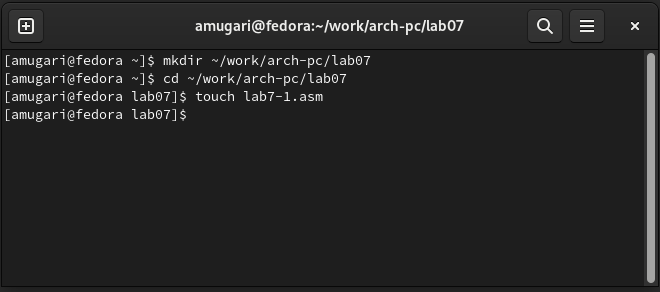 amugari@fedora:~/work/arch-pc/lab07
[amugari@fedora ~]$ mkdir ~/work/arch-pc/lab07
[amugari@fedora ~]$ cd ~/work/arch-pc/lab07
[amugari@fedora lab07]$ touch lab7-1.asm
[amugari@fedora lab07]$